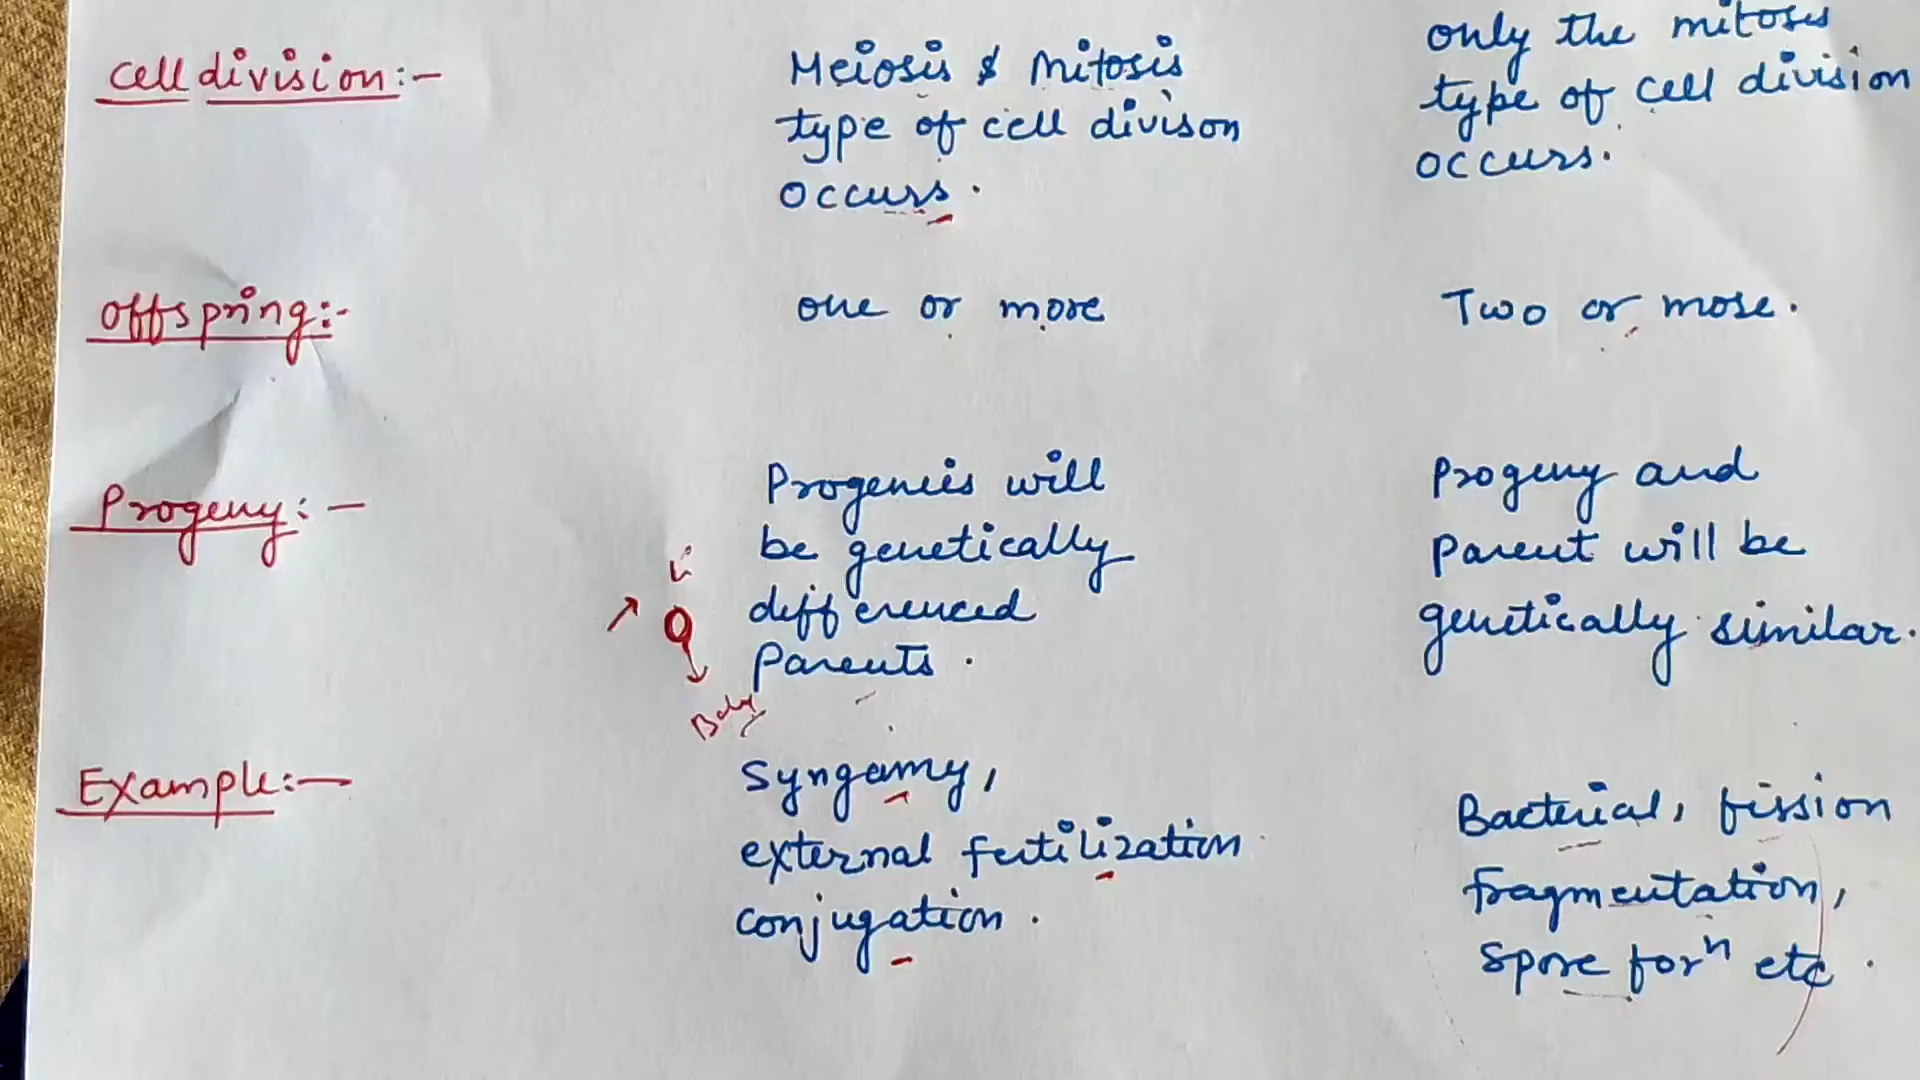 Cell division:-
Meiosis & Mitosis
type of cell divison
occurs.
only the mitosis
type of cell division
occurs.
offspring:-
one or more
Two or more.
Progeny:-
Progenies will
be genetically
differenced
Parents.
Progeny and
Parent will be
genetically similar.
Baby
Example:-
Syngamy,
external fertilization
conjugation.
Bacterial, fission
fragmentation,
Spore forⁿ etc.